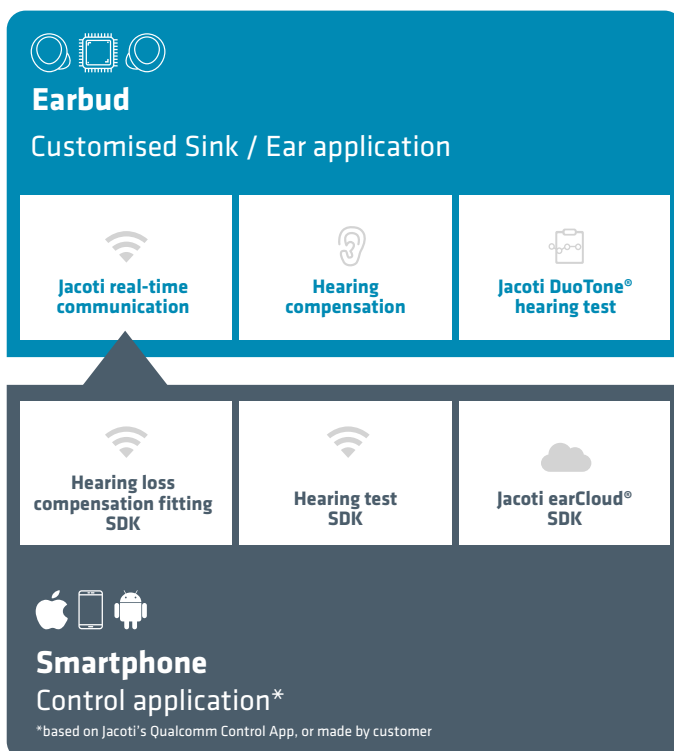 Earbud
Customised Sink / Ear application
Jacoti real-time
communication
Hearing
compensation
Jacoti DuoTone®
hearing test
Hearing loss
compensation fitting
SDK
Hearing test
SDK
Jacoti earCloud®
SDK
Smartphone
Control application*
*based on Jacoti's Qualcomm Control App, or made by customer